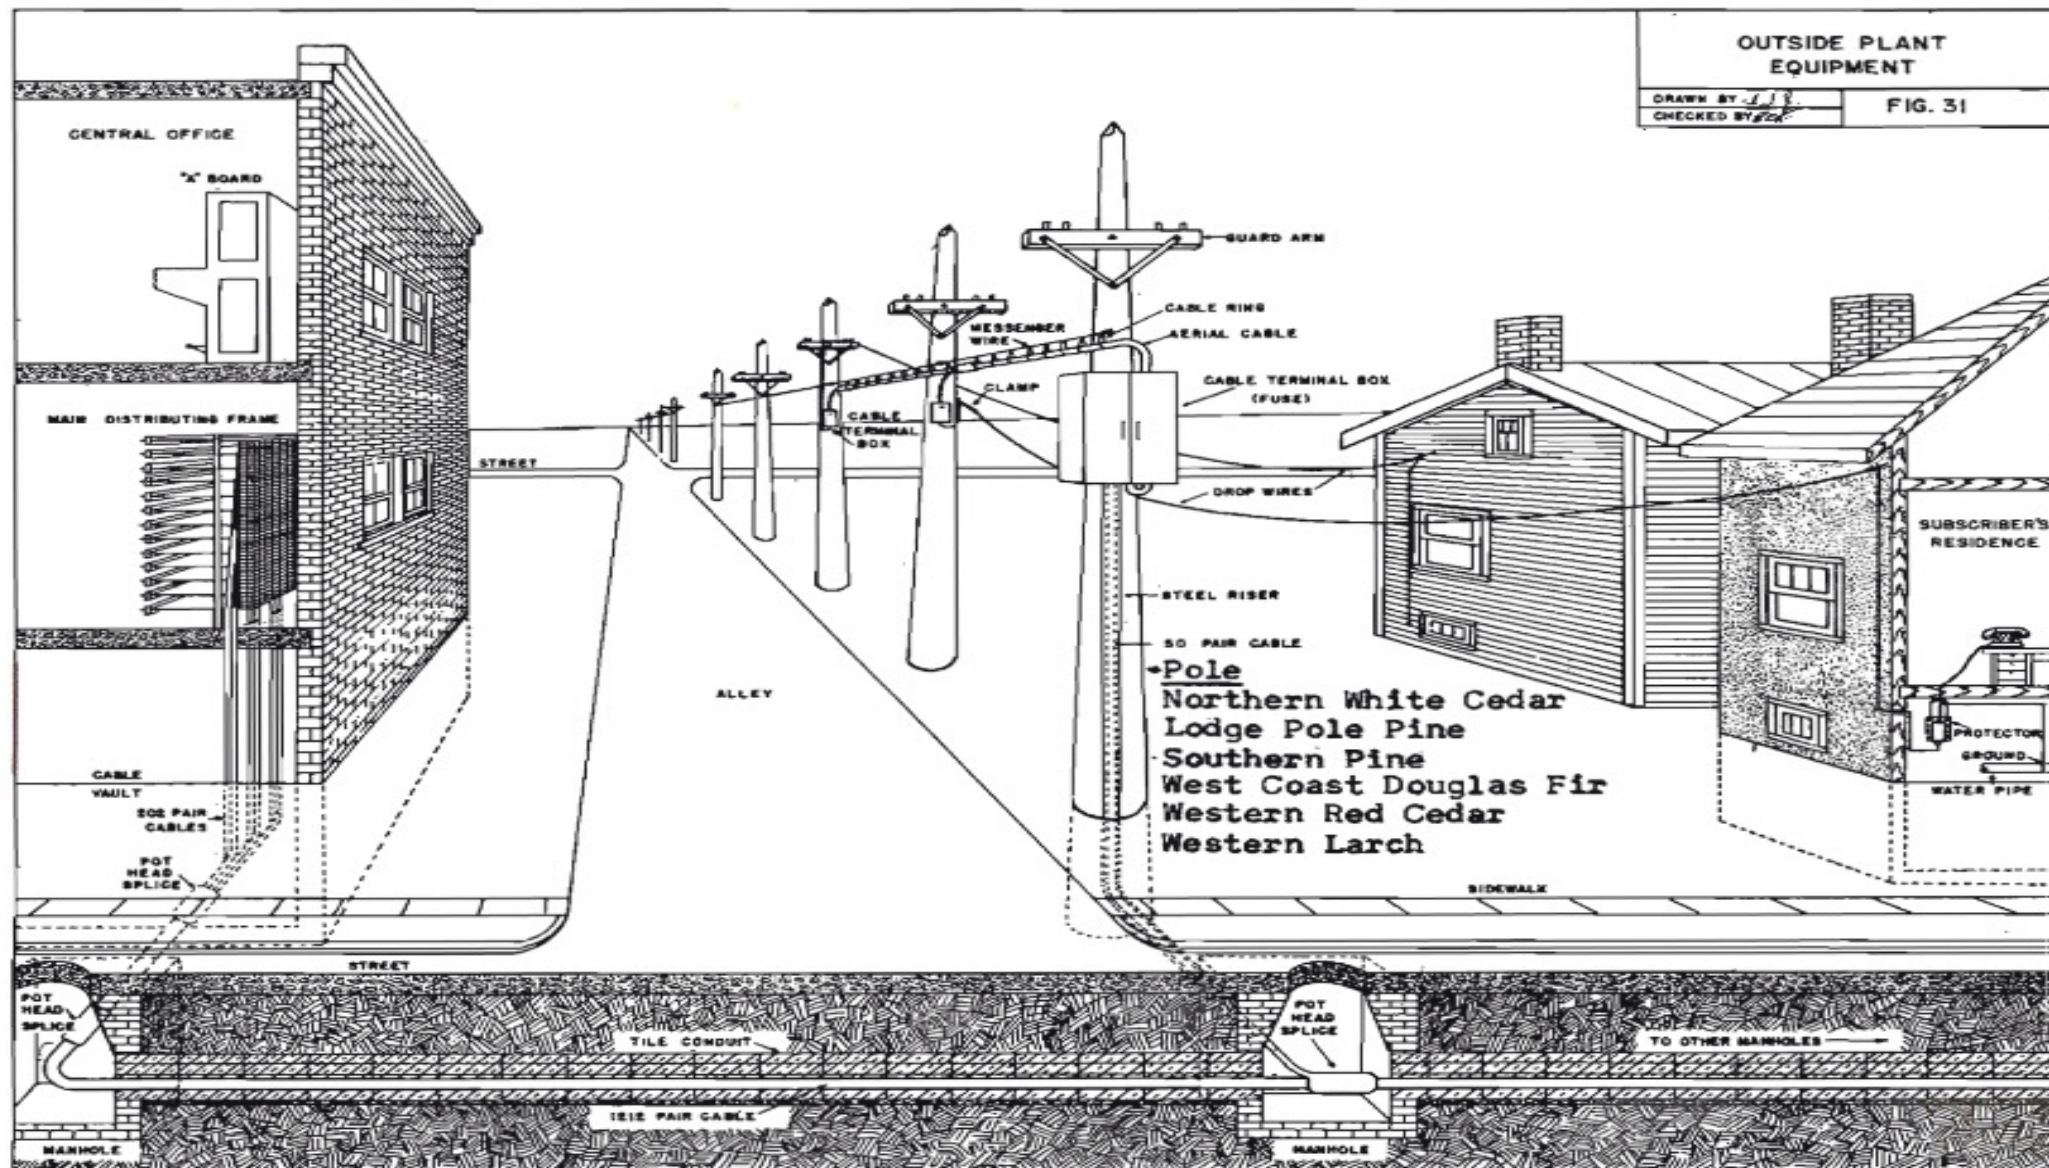 OUTSIDE PLANT
EQUIPMENT
DRAWN BY
CHECKED BY
FIG. 31
CENTRAL OFFICE
"A" BOARD
GUARD ARM
CABLE RING
MESSENGER
WIRE
AERIAL CABLE
CLAMP
CABLE TERMINAL BOX
(FUSE)
CABLE
TERMINAL
BOX
MAIN DISTRIBUTING FRAME
STREET
DROP WIRES
SUBSCRIBER'S
RESIDENCE
STEEL RISER
50 PAIR CABLE
Pole
Northern White Cedar
Lodge Pole Pine
Southern Pine
West Coast Douglas Fir
Western Red Cedar
Western Larch
ALLEY
PROTECTOR
GROUND
WATER PIPE
CABLE
VAULT
202 PAIR
CABLES
POT
HEAD
SPLICE
SIDEWALK
STREET
POT
HEAD
SPLICE
POT
HEAD
SPLICE
TILE CONDUIT
TO OTHER MANHOLES
1212 PAIR CABLE
MANHOLE
MANHOLE